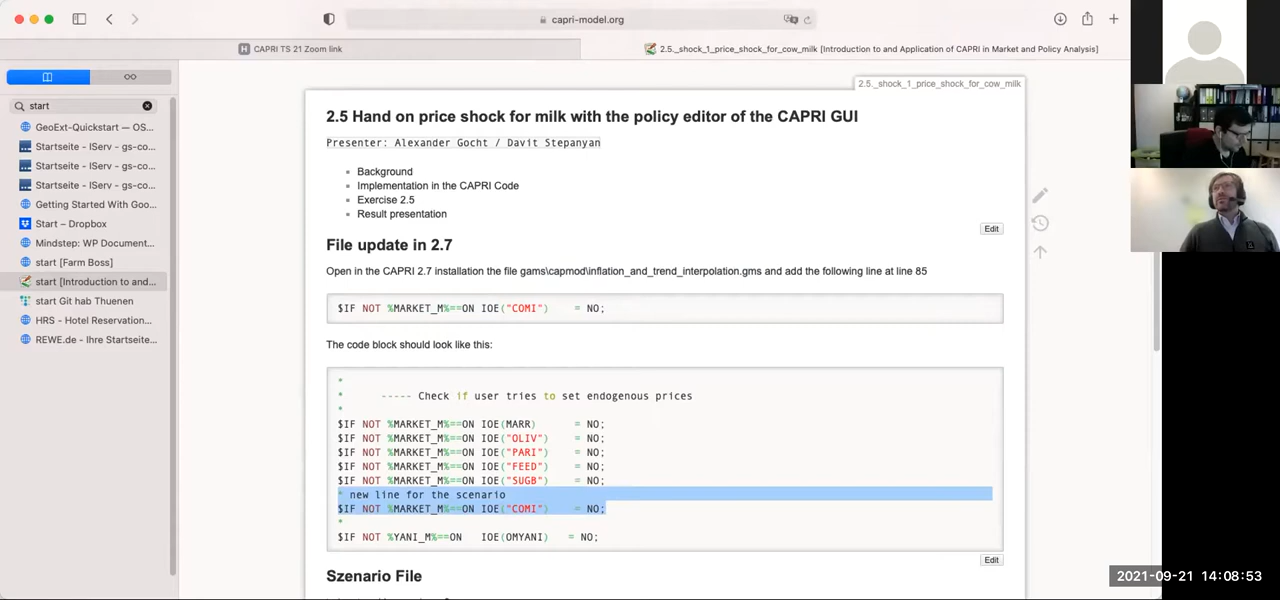 capri-model.org
CAPRI TS 21 Zoom link
2.5._shock_1_price_shock_for_cow_milk [Introduction to and Application of CAPRI in Market and Policy Analysis]
start
GeoExt-Quickstart — OS...
Startseite - IServ - gs-co...
Startseite - IServ - gs-co...
Startseite - IServ - gs-co...
Getting Started With Goo...
Start – Dropbox
Mindstep: WP Document...
start [Farm Boss]
start [Introduction to and...
start Git hab Thuenen
HRS - Hotel Reservation...
REWE.de - Ihre Startseite...
2.5._shock_1_price_shock_for_cow_milk
2.5 Hand on price shock for milk with the policy editor of the CAPRI GUI
Presenter: Alexander Gocht / Davit Stepanyan
Background
Implementation in the CAPRI Code
Exercise 2.5
Result presentation
Edit
File update in 2.7
Open in the CAPRI 2.7 installation the file gams\capmod\inflation_and_trend_interpolation.gms and add the following line at line 85
$IF NOT %MARKET_M%==ON IOE("COMI") = NO;
The code block should look like this:
*
* ----- Check if user tries to set endogenous prices
*
$IF NOT %MARKET_M%==ON IOE(MARR) = NO;
$IF NOT %MARKET_M%==ON IOE("OLIV") = NO;
$IF NOT %MARKET_M%==ON IOE("PARI") = NO;
$IF NOT %MARKET_M%==ON IOE("FEED") = NO;
$IF NOT %MARKET_M%==ON IOE("SUGB") = NO;
* new line for the scenario
$IF NOT %MARKET_M%==ON IOE("COMI") = NO;
*
$IF NOT %YANI_M%==ON IOE(OMYANI) = NO;
Edit
Szenario File
2021-09-21 14:08:53